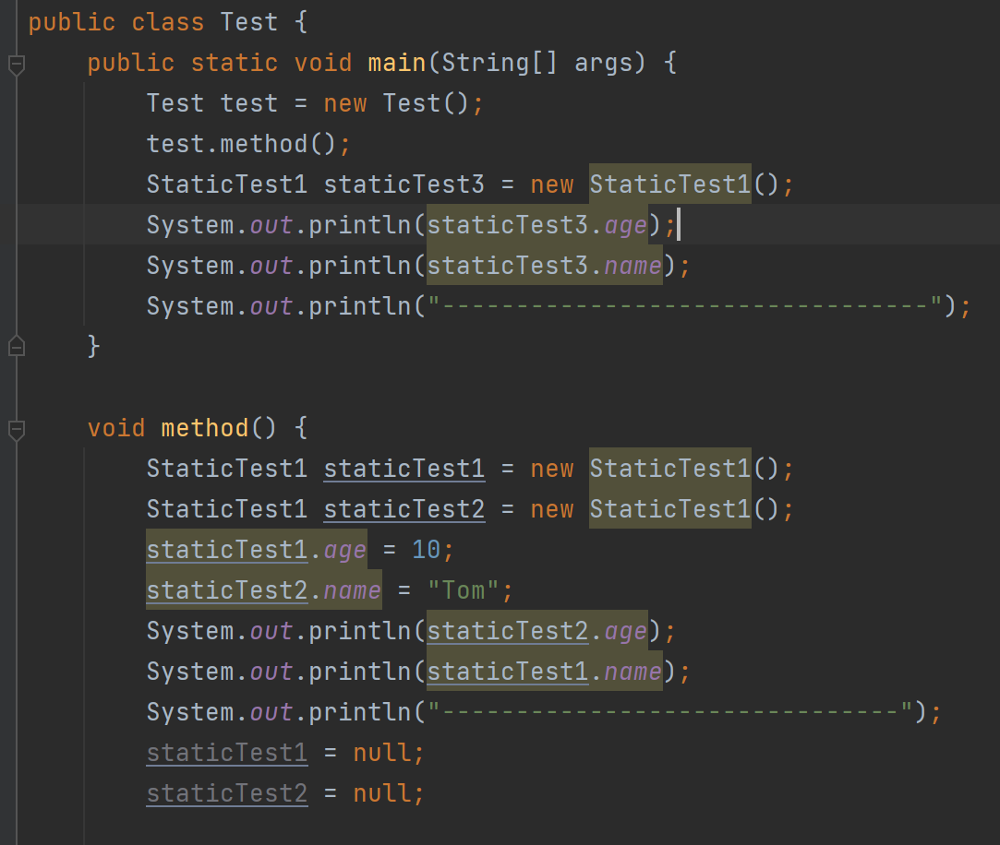 public class Test {
    public static void main(String[] args) {
        Test test = new Test();
        test.method();
        StaticTest1 staticTest3 = new StaticTest1();
        System.out.println(staticTest3.age);
        System.out.println(staticTest3.name);
        System.out.println("---------------------------------");
    }

    void method() {
        StaticTest1 staticTest1 = new StaticTest1();
        StaticTest1 staticTest2 = new StaticTest1();
        staticTest1.age = 10;
        staticTest2.name = "Tom";
        System.out.println(staticTest2.age);
        System.out.println(staticTest1.name);
        System.out.println("-------------------------------");
        staticTest1 = null;
        staticTest2 = null;